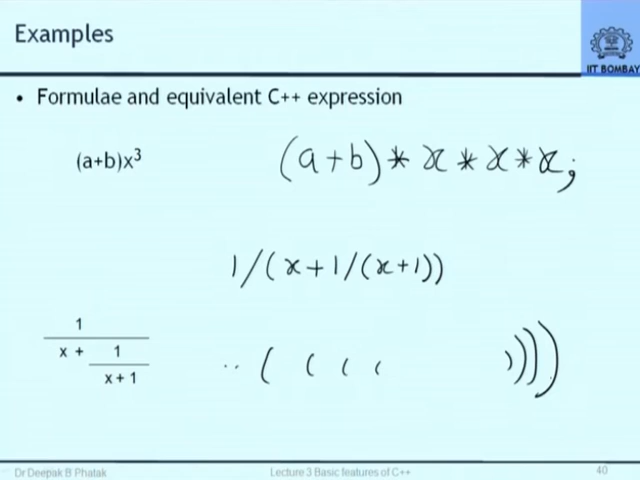 Examples
IIT BOMBAY
• Formulae and equivalent C++ expression
(a+b)x³
(a+b)*x*x*x;
1/(x+1/(x+1))
1
x + 1
x + 1
..( ( ( ( ))))
Dr Deepak B Phatak
Lecture 3 Basic features of C++
40